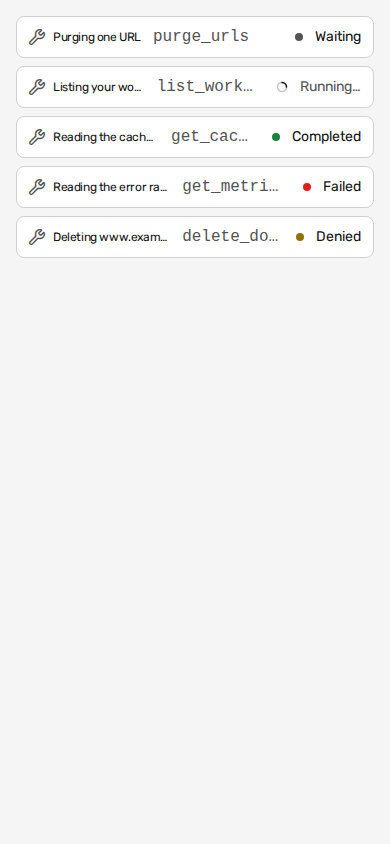 Purging one URL purge_urls Waiting
Listing your wo… list_work… Running…
Reading the cach… get_cac… Completed
Reading the error ra… get_metri… Failed
Deleting www.exam… delete_do… Denied